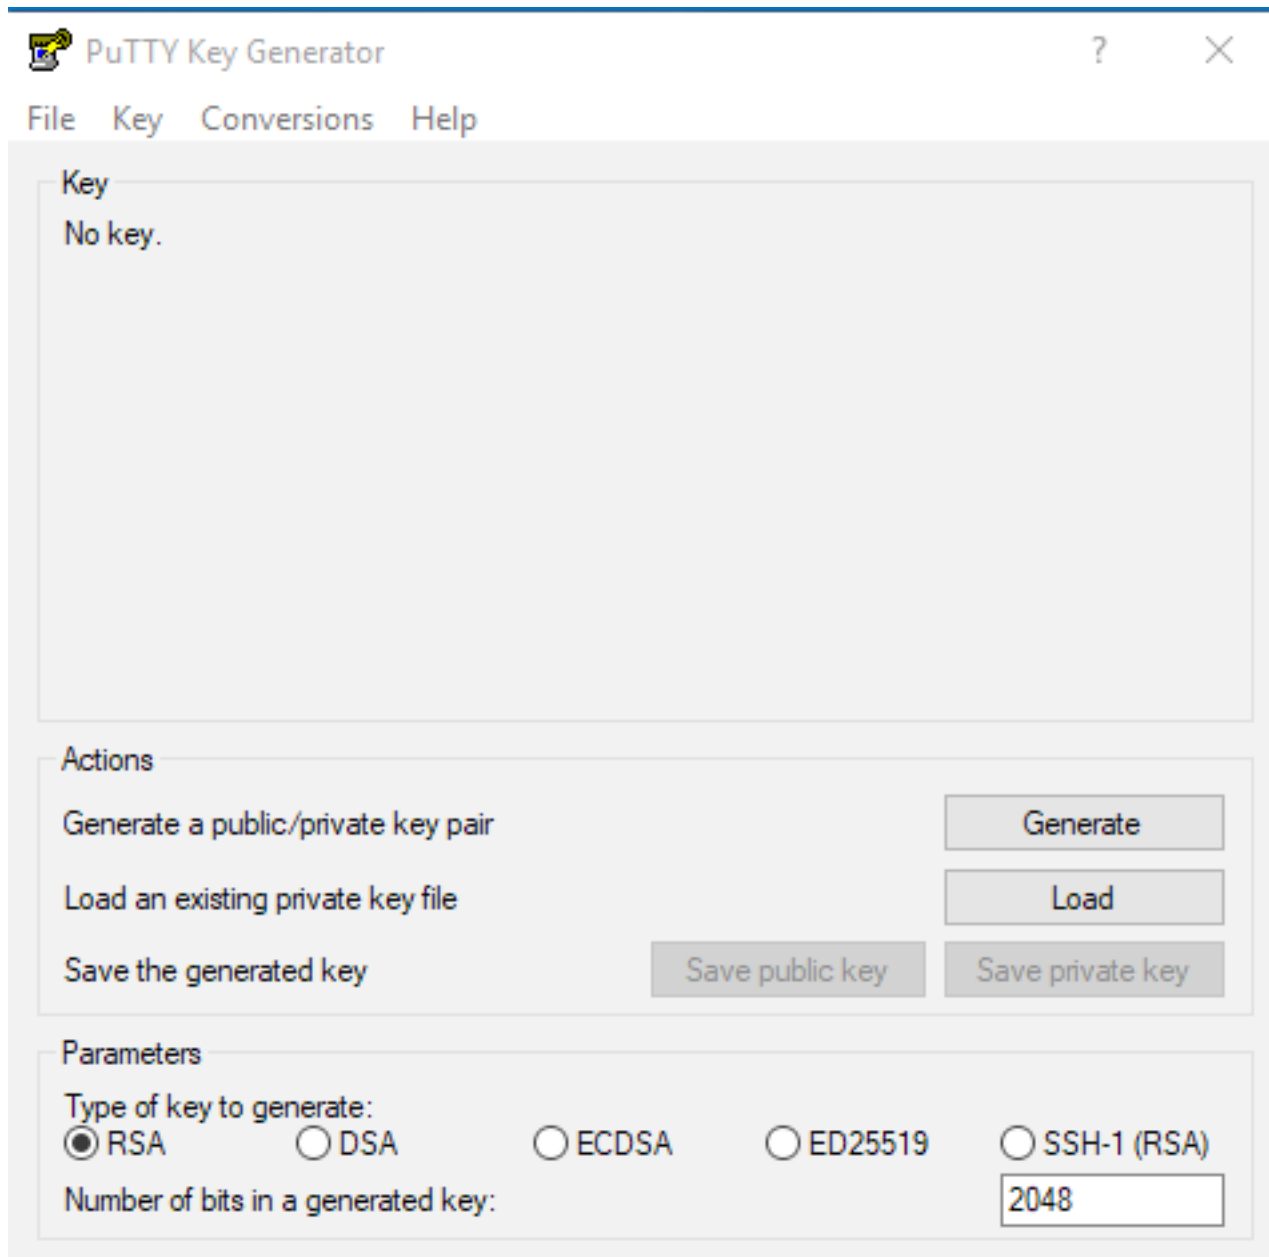 PuTTY Key Generator ?
File Key Conversions Help
Key
No key.
Actions
Generate a public/private key pair Generate
Load an existing private key file Load
Save the generated key Save public key Save private key
Parameters
Type of key to generate:
RSA DSA ECDSA ED25519 SSH-1 (RSA)
Number of bits in a generated key: 2048